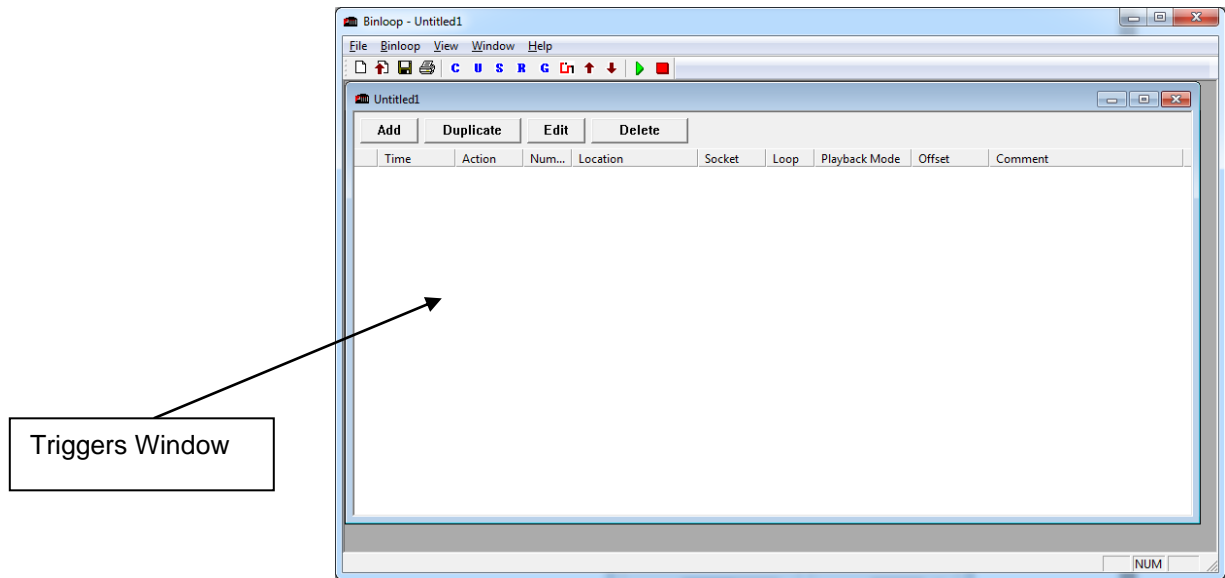 Binloop - Untitled1
File Binloop View Window Help
C U S R G
Untitled1
Add Duplicate Edit Delete
Time Action Num... Location Socket Loop Playback Mode Offset Comment
Triggers Window
NUM